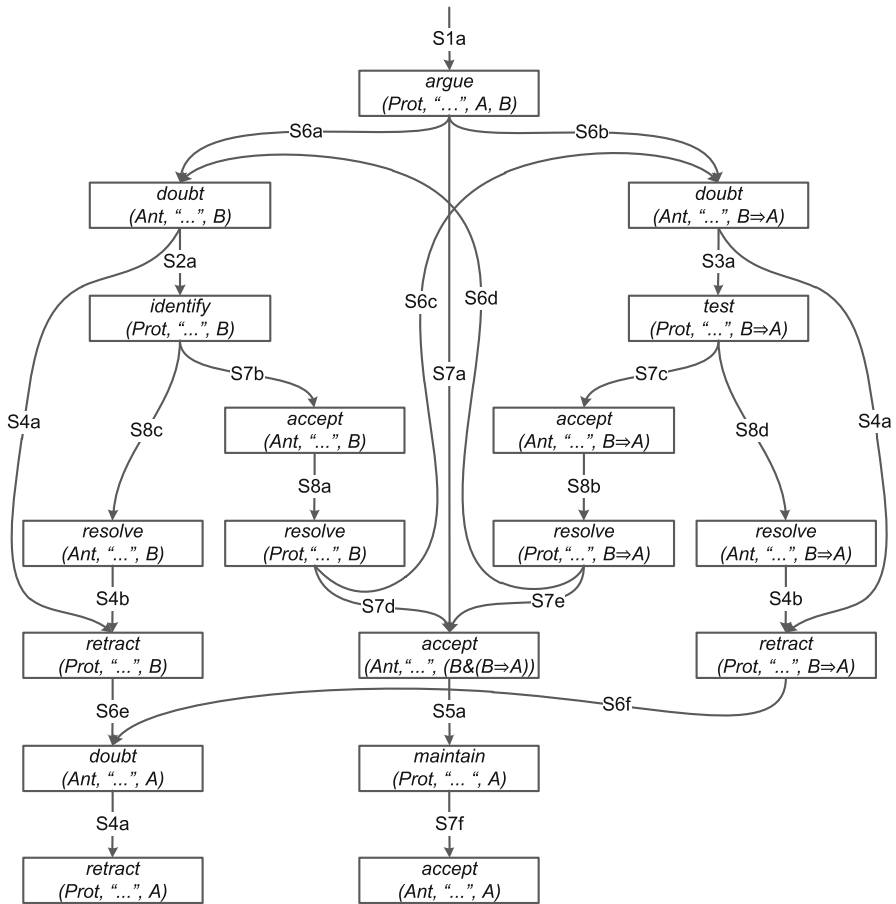 S1a
argue
(Prot, “...”, A, B)
S6a
S6b
doubt
(Ant, “...”, B)
doubt
(Ant, “...”, B⇒A)
S2a
S3a
identify
(Prot, “...”, B)
S6c
S6d
test
(Prot, “...”, B⇒A)
S7b
S7a
S7c
S4a
S8c
accept
(Ant, “...”, B)
accept
(Ant, “...”, B⇒A)
S8d
S4a
S8a
S8b
resolve
(Ant, “...”, B)
resolve
(Prot,“...”, B)
resolve
(Prot,“...”, B⇒A)
resolve
(Ant, “...”, B⇒A)
S4b
S7d
S7e
S4b
retract
(Prot, “...”, B)
accept
(Ant,“...”, (B&(B⇒A))
retract
(Prot, “...”, B⇒A)
S6e
S5a
S6f
doubt
(Ant, “...”, A)
maintain
(Prot, “... “, A)
S4a
S7f
retract
(Prot, “...”, A)
accept
(Ant, “...”, A)